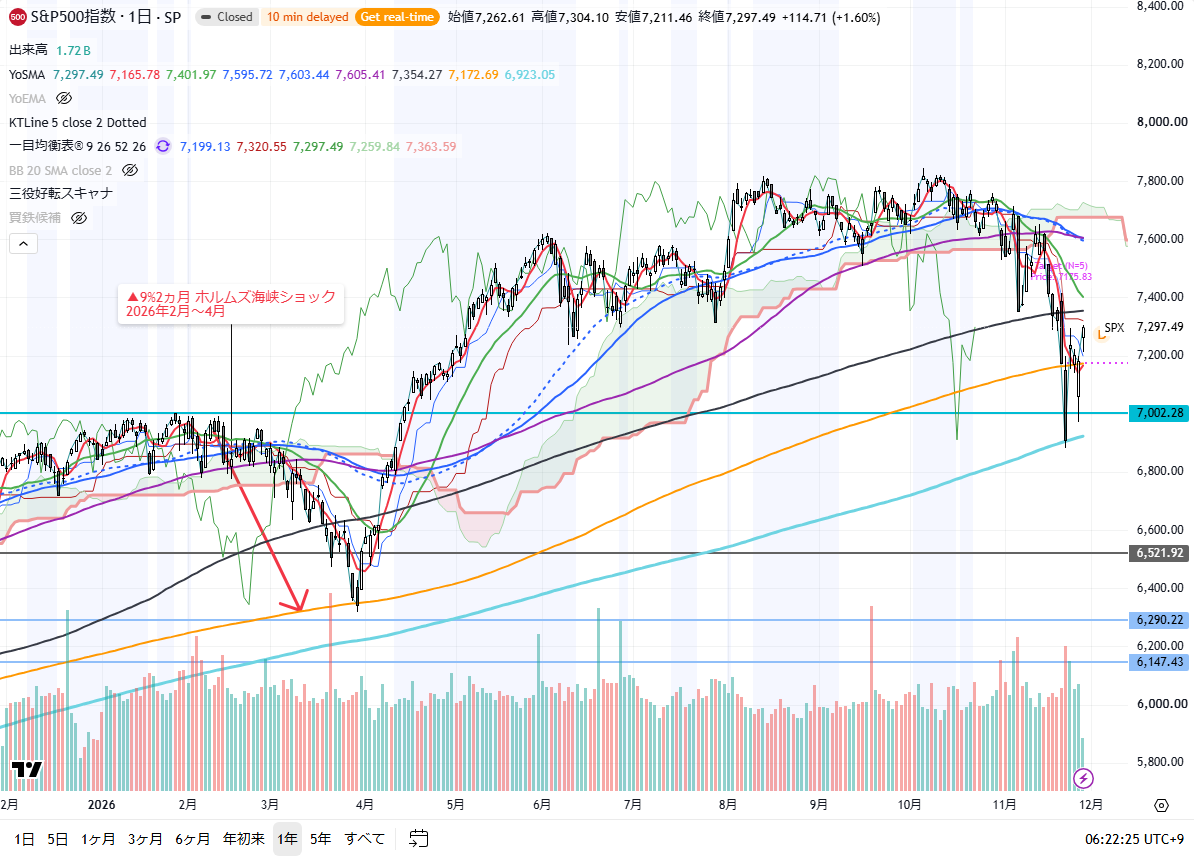 500 S&P500指数・1日・SP Closed 10 min delayed Get real-time 始値7,262.61 高値7,304.10 安値7,211.46 終値7,297.49 +114.71 (+1.60%)
出来高 1.72 B
YoSMA 7,297.49 7,165.78 7,401.97 7,595.72 7,603.44 7,605.41 7,354.27 7,172.69 6,923.05
YoEMA
KTLine 5 close 2 Dotted
一目均衡表® 9 26 52 26 7,199.13 7,320.55 7,297.49 7,259.84 7,363.59
BB 20 SMA close 2
三役好転スキャナ
買鉄候補
▲9%2ヵ月 ホルムズ海峡ショック
2026年2月～4月
(N=5)
7175.83
SPX
8,400.00
8,200.00
8,000.00
7,800.00
7,600.00
7,400.00
7,297.49
7,200.00
7,002.28
6,800.00
6,600.00
6,521.92
6,400.00
6,290.22
6,200.00
6,147.43
6,000.00
5,800.00
2月 2026 2月 3月 4月 5月 6月 7月 8月 9月 10月 11月 12月
1日 5日 1ヶ月 3ヶ月 6ヶ月 年初来 1年 5年 すべて 06:22:25 UTC+9